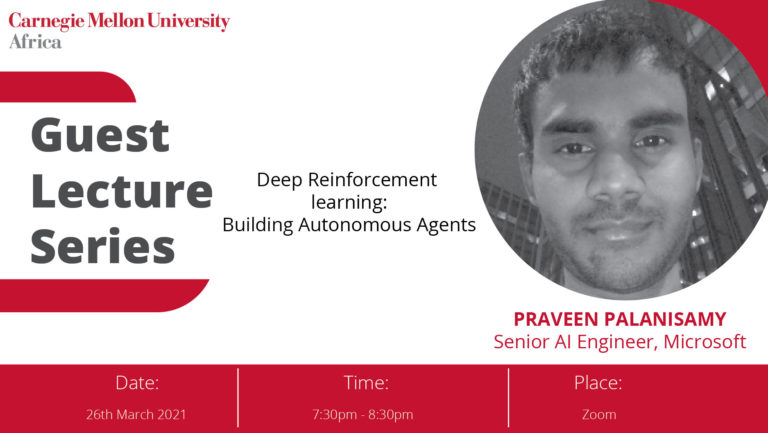 Carnegie Mellon University
Africa
Guest
Lecture
Series
Deep Reinforcement
learning:
Building Autonomous Agents
PRAVEEN PALANISAMY
Senior AI Engineer, Microsoft
Date:
26th March 2021
Time:
7:30pm - 8:30pm
Place:
Zoom